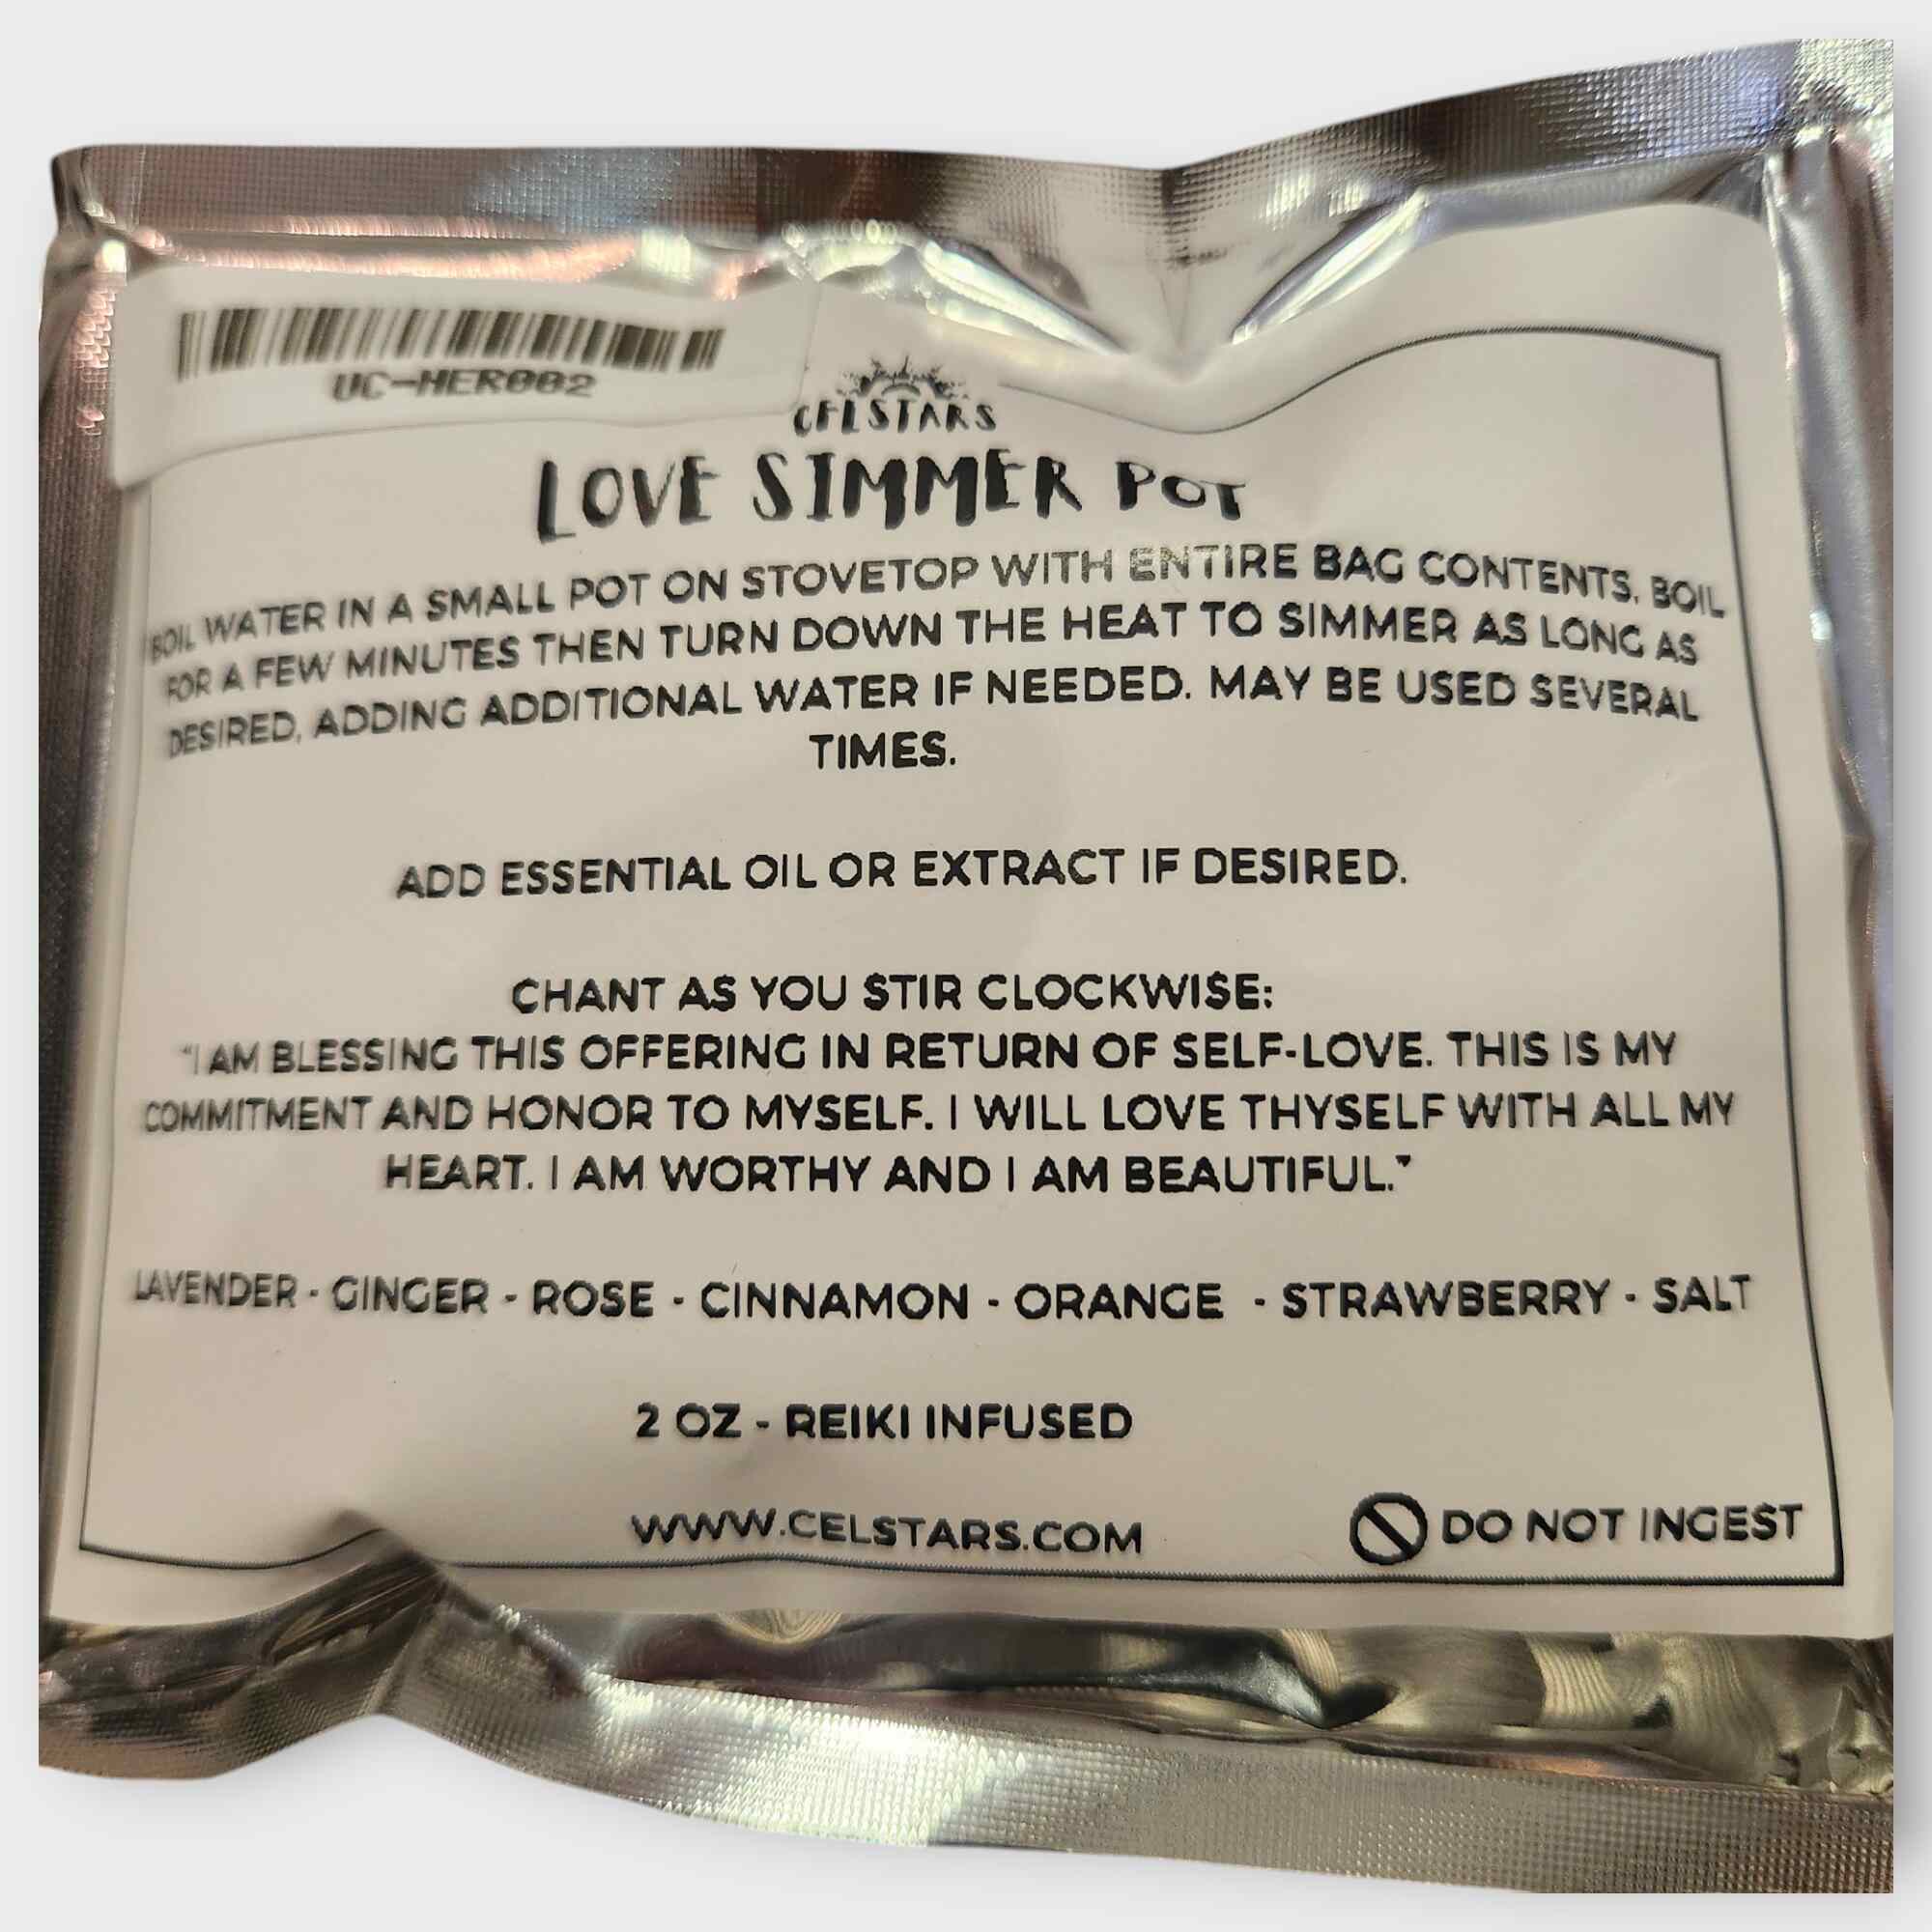 UC-HER002
CELSTARS
LOVE SIMMER POT
BOIL WATER IN A SMALL POT ON STOVETOP WITH ENTIRE BAG CONTENTS, BOIL
FOR A FEW MINUTES THEN TURN DOWN THE HEAT TO SIMMER AS LONG AS
DESIRED, ADDING ADDITIONAL WATER IF NEEDED. MAY BE USED SEVERAL
TIMES.
ADD ESSENTIAL OIL OR EXTRACT IF DESIRED.
CHANT AS YOU STIR CLOCKWISE:
"I AM BLESSING THIS OFFERING IN RETURN OF SELF-LOVE. THIS IS MY
COMMITMENT AND HONOR TO MYSELF. I WILL LOVE THYSELF WITH ALL MY
HEART. I AM WORTHY AND I AM BEAUTIFUL."
LAVENDER - GINGER - ROSE - CINNAMON - ORANGE - STRAWBERRY - SALT
2 OZ - REIKI INFUSED
WWW.CELSTARS.COM
DO NOT INGEST